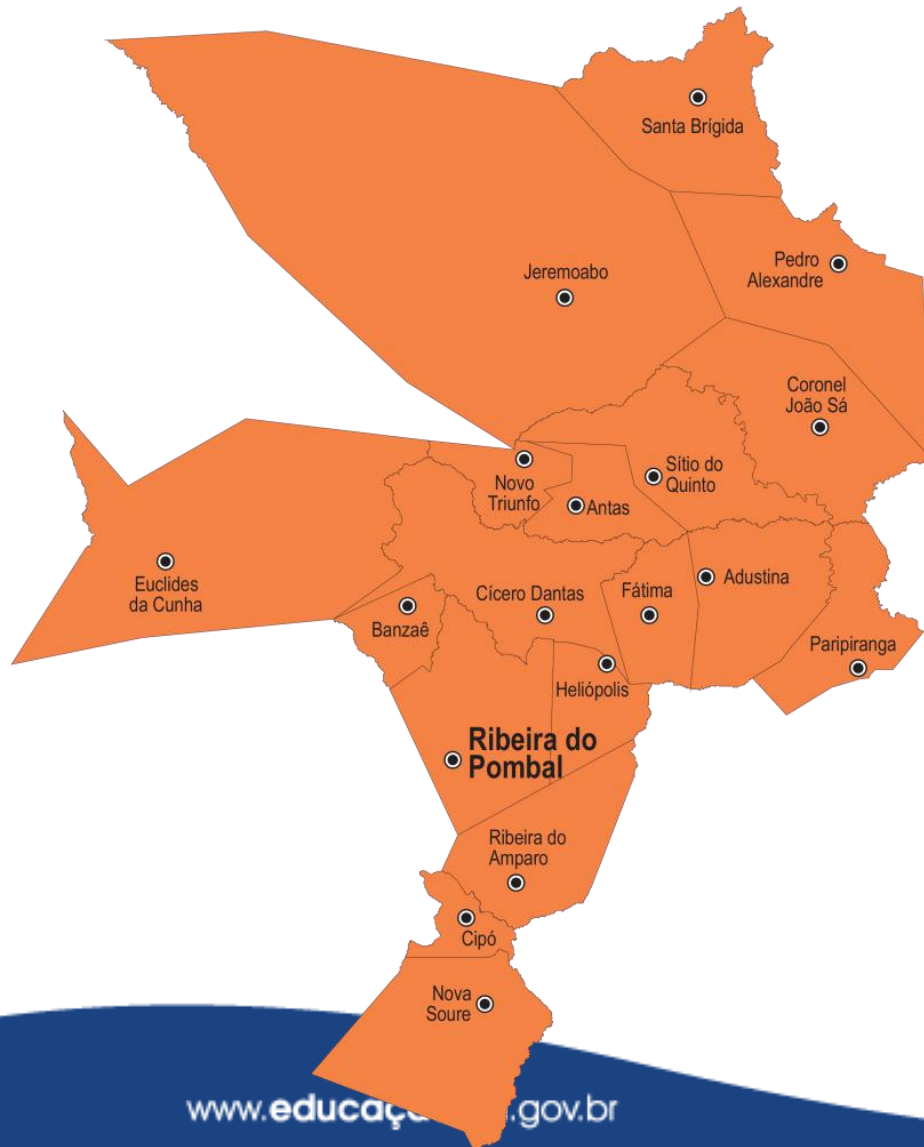 Santa Brígida
Pedro
Alexandre
Jeremoabo
Coronel
João Sá
Sítio do
Quinto
Novo
Triunfo
Antas
Euclides
da Cunha
Cícero Dantas
Fátima
Adustina
Banzaê
Paripiranga
Heliópolis
Ribeira do
Pombal
Ribeira do
Amparo
Cipó
Nova
Soure
www.educaç .gov.br